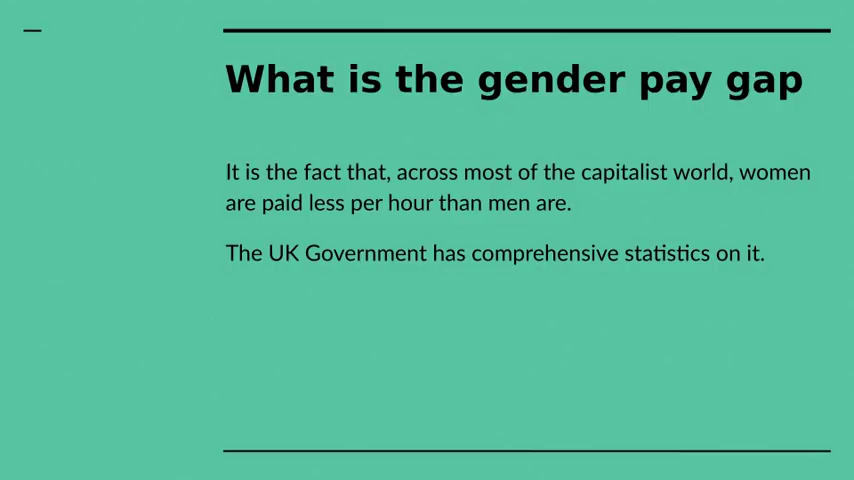 What is the gender pay gap
It is the fact that, across most of the capitalist world, women
are paid less per hour than men are.
The UK Government has comprehensive statistics on it.